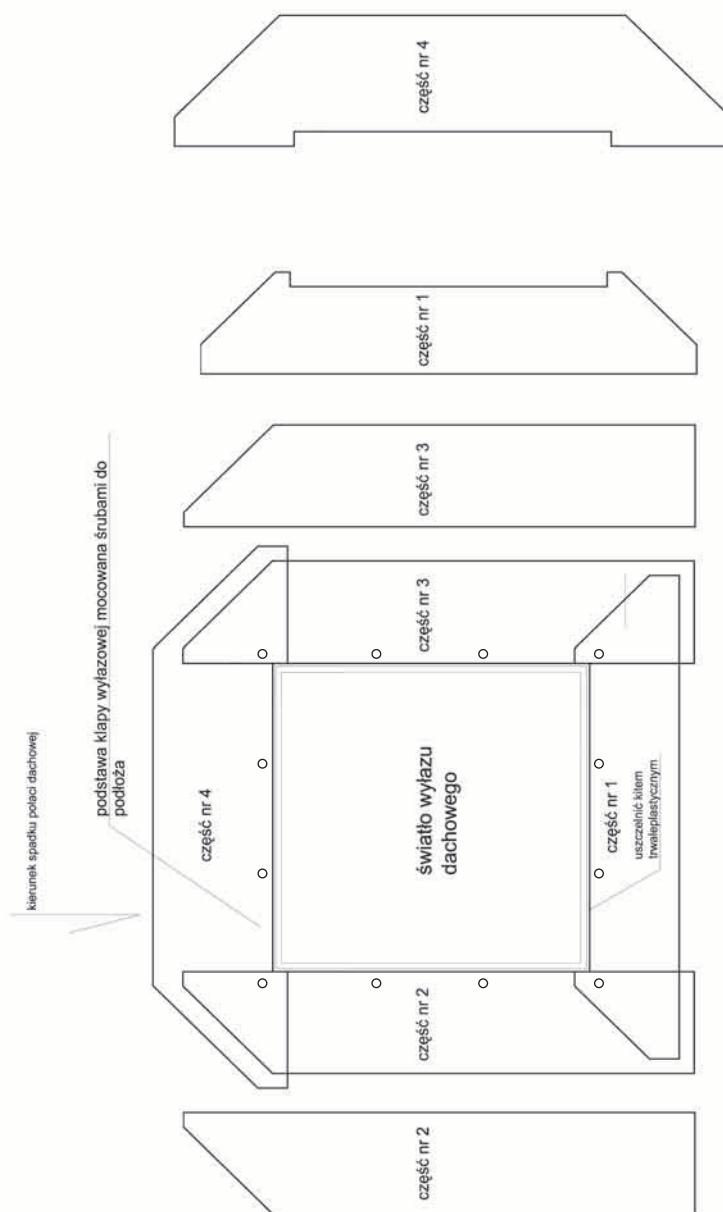 część nr 4
część nr 1
część nr 3
podstawa klapy wyłazowej mocowana śrubami do
podłoża
część nr 3
kierunek spadku połaci dachowej
część nr 4
światło wyłazu
dachowego
część nr 1
uszczelnić kitem
trwaleplastycznym
część nr 2
część nr 2